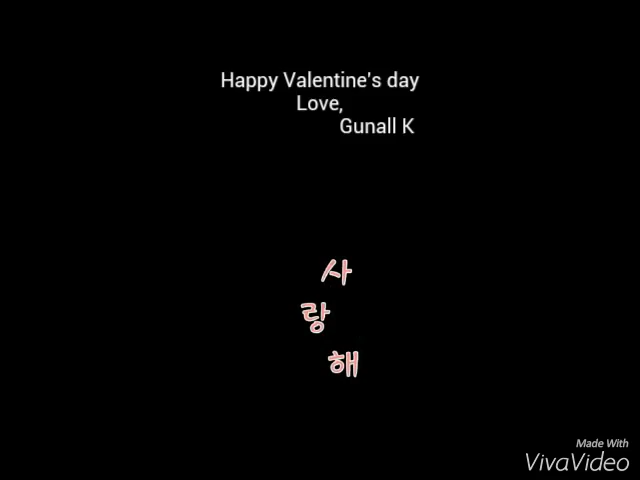 Happy Valentine's day
Love,
Gunall K
사
랑
해
Made With
VivaVideo